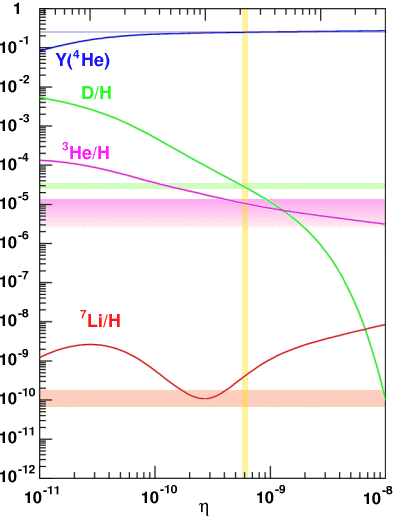 1
10⁻¹
Y(⁴He)
10⁻²
D/H
10⁻³
³He/H
10⁻⁴
10⁻⁵
10⁻⁶
10⁻⁷
10⁻⁸
⁷Li/H
10⁻⁹
10⁻¹⁰
10⁻¹¹
10⁻¹²
10⁻¹¹ 10⁻¹⁰ 10⁻⁹ 10⁻⁸
η